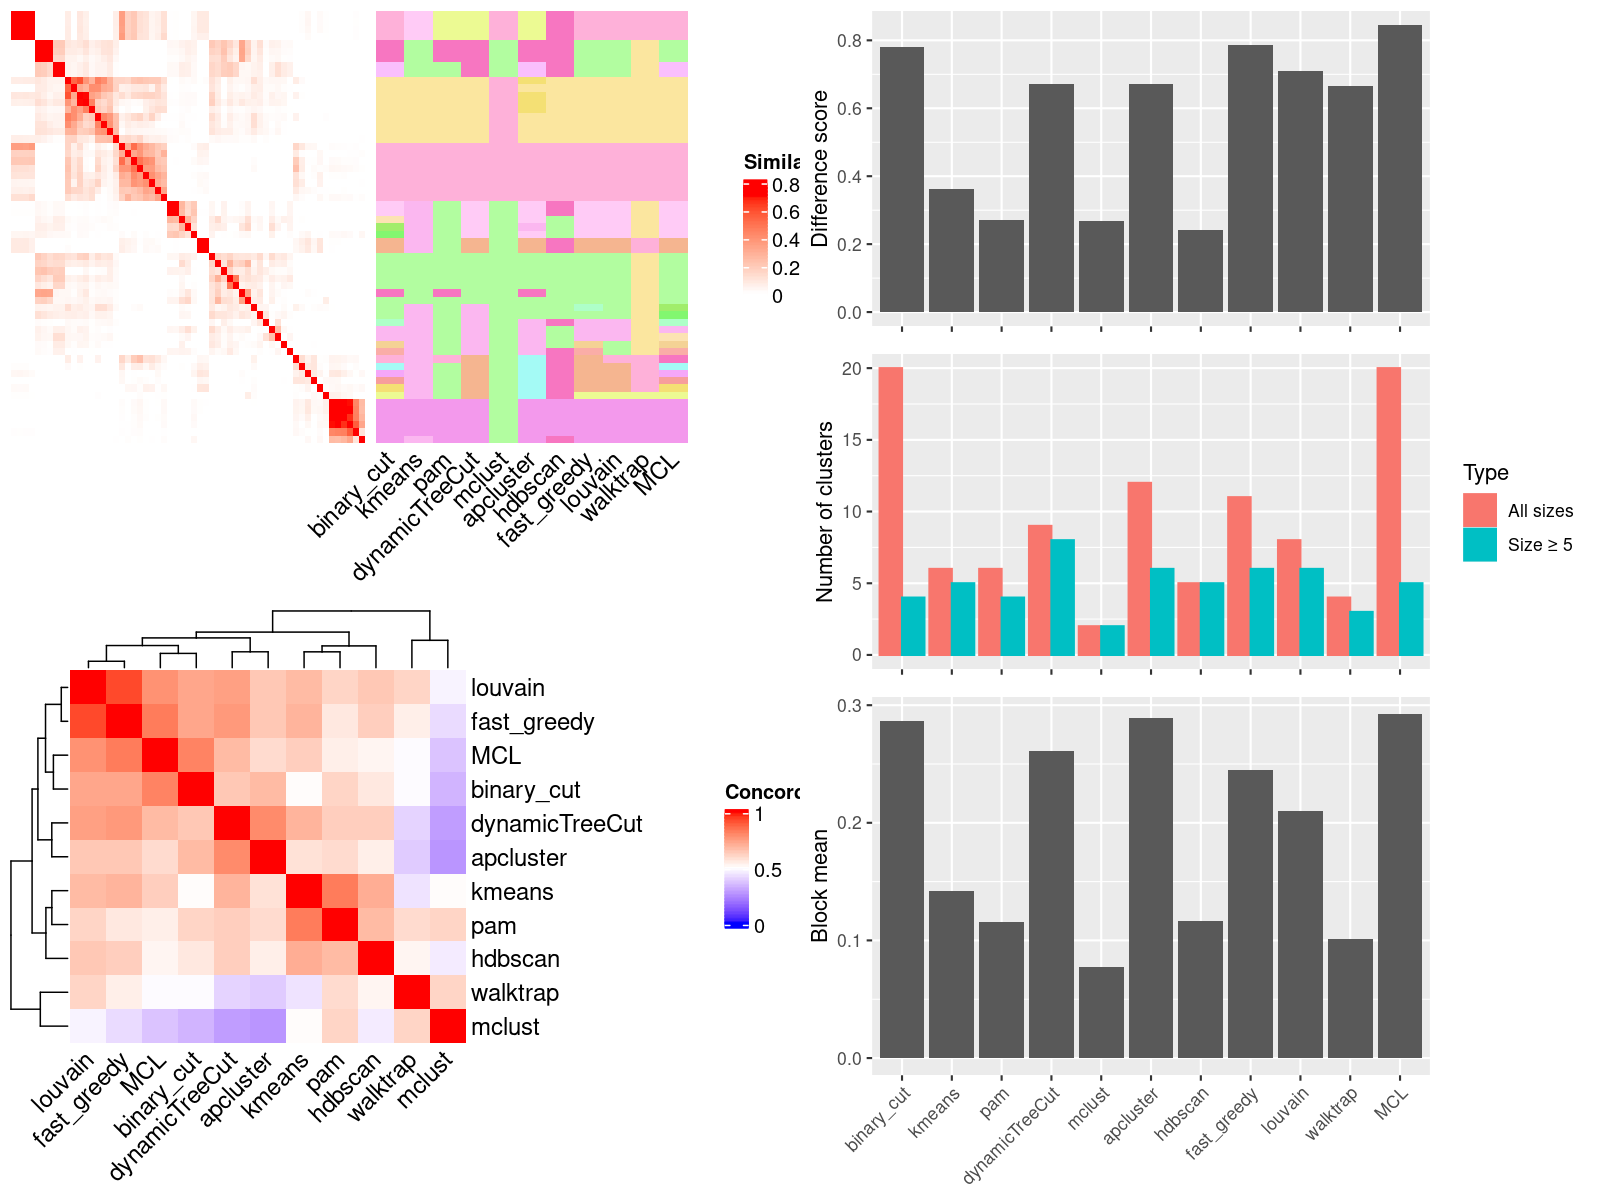 Simila
0.8
0.6
0.4
0.2
0
binary_cut
kmeans
pam
dynamicTreeCut
mclust
apcluster
hdbscan
fast_greedy
louvain
walktrap
MCL
louvain
fast_greedy
MCL
binary_cut
dynamicTreeCut
apcluster
kmeans
pam
hdbscan
walktrap
mclust
louvain
fast_greedy
MCL
binary_cut
dynamicTreeCut
apcluster
kmeans
pam
hdbscan
walktrap
mclust
Concord
1
0.5
0
Difference score
0.8
0.6
0.4
0.2
0.0
Number of clusters
20
15
10
5
0
Type
All sizes
Size ≥ 5
Block mean
0.3
0.2
0.1
0.0
binary_cut
kmeans
pam
dynamicTreeCut
mclust
apcluster
hdbscan
fast_greedy
louvain
walktrap
MCL